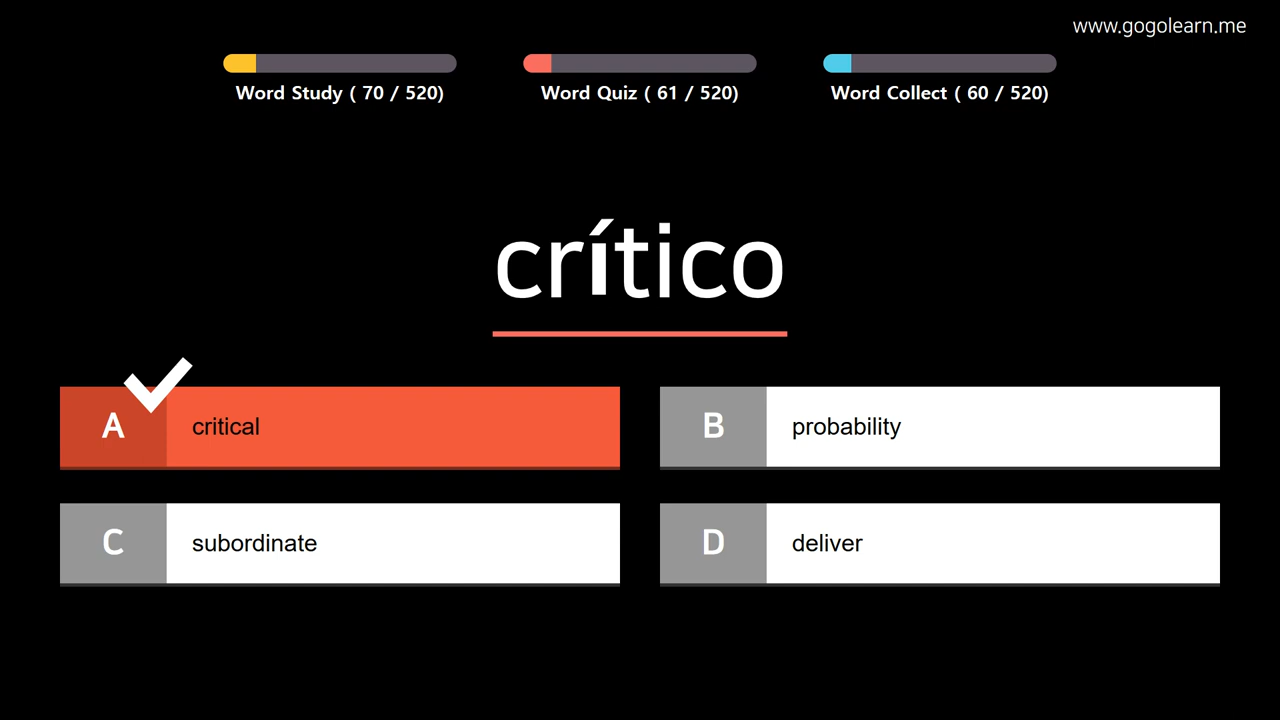 www.gogolearn.me
Word Study ( 70 / 520)
Word Quiz ( 61 / 520)
Word Collect ( 60 / 520)
crítico
A critical
B probability
C subordinate
D deliver